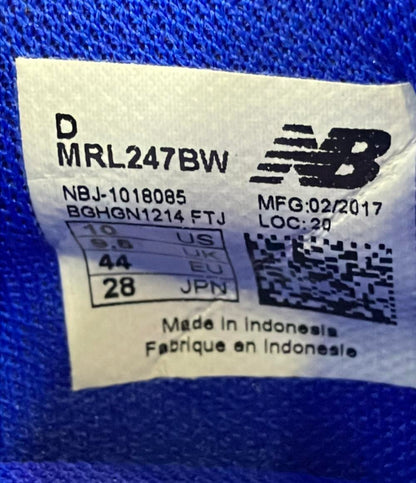 D
MRL247BW
NB
NBJ-1018085
BGHGN1214 FTJ
MFG:02/2017
LOC:20
10 US
9.5 UK
44 EU
28 JPN
Made in Indonesia
Fabrique en Indonesie